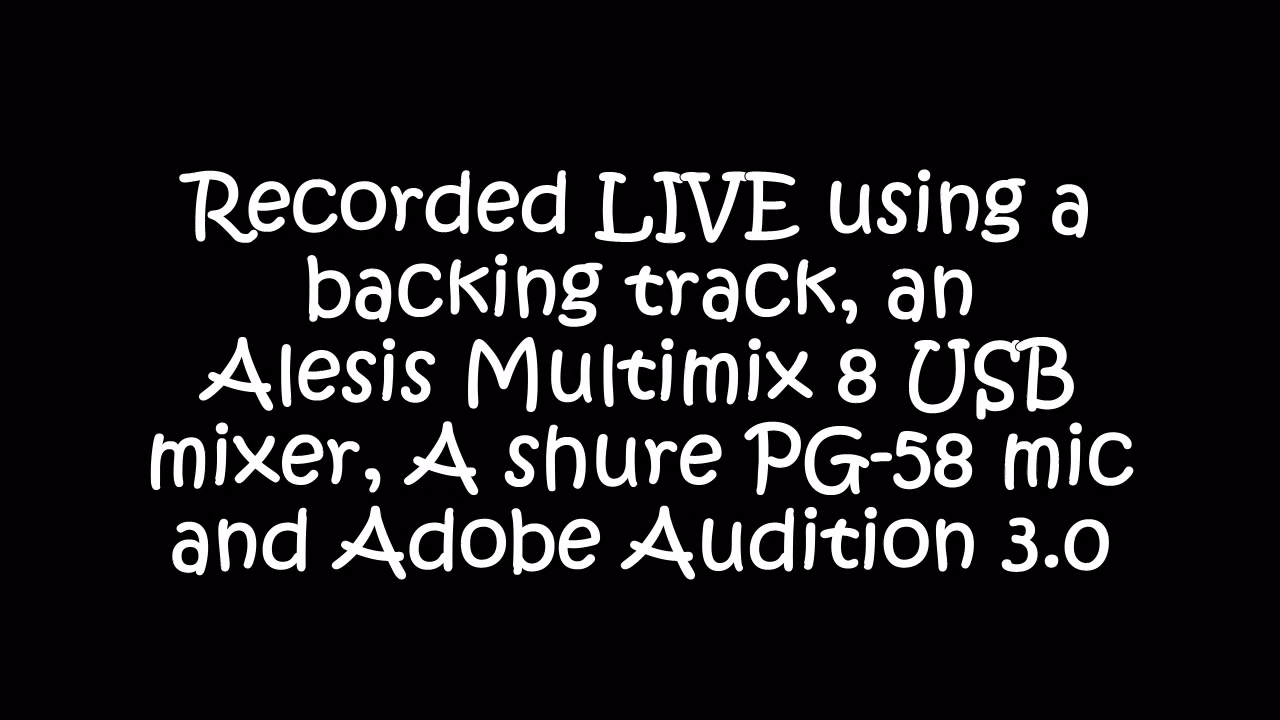 Recorded LIVE using a
backing track, an
Alesis Multimix 8 USB
mixer, A shure PG-58 mic
and Adobe Audition 3.0